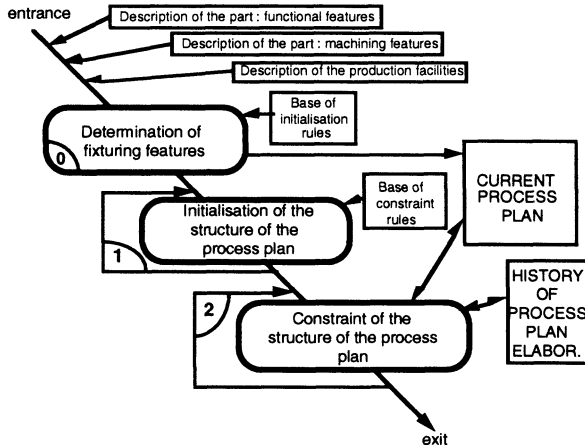 entrance
Description of the part : functional features
Description of the part : machining features
Description of the production facilities
Base of
initialisation
rules
Determination of
fixturing features
0
CURRENT
PROCESS
PLAN
Base of
constraint
rules
Initialisation of the
structure of the
process plan
1
HISTORY
OF
PROCESS
PLAN
ELABOR.
2
Constraint of the
structure of the process
plan
exit